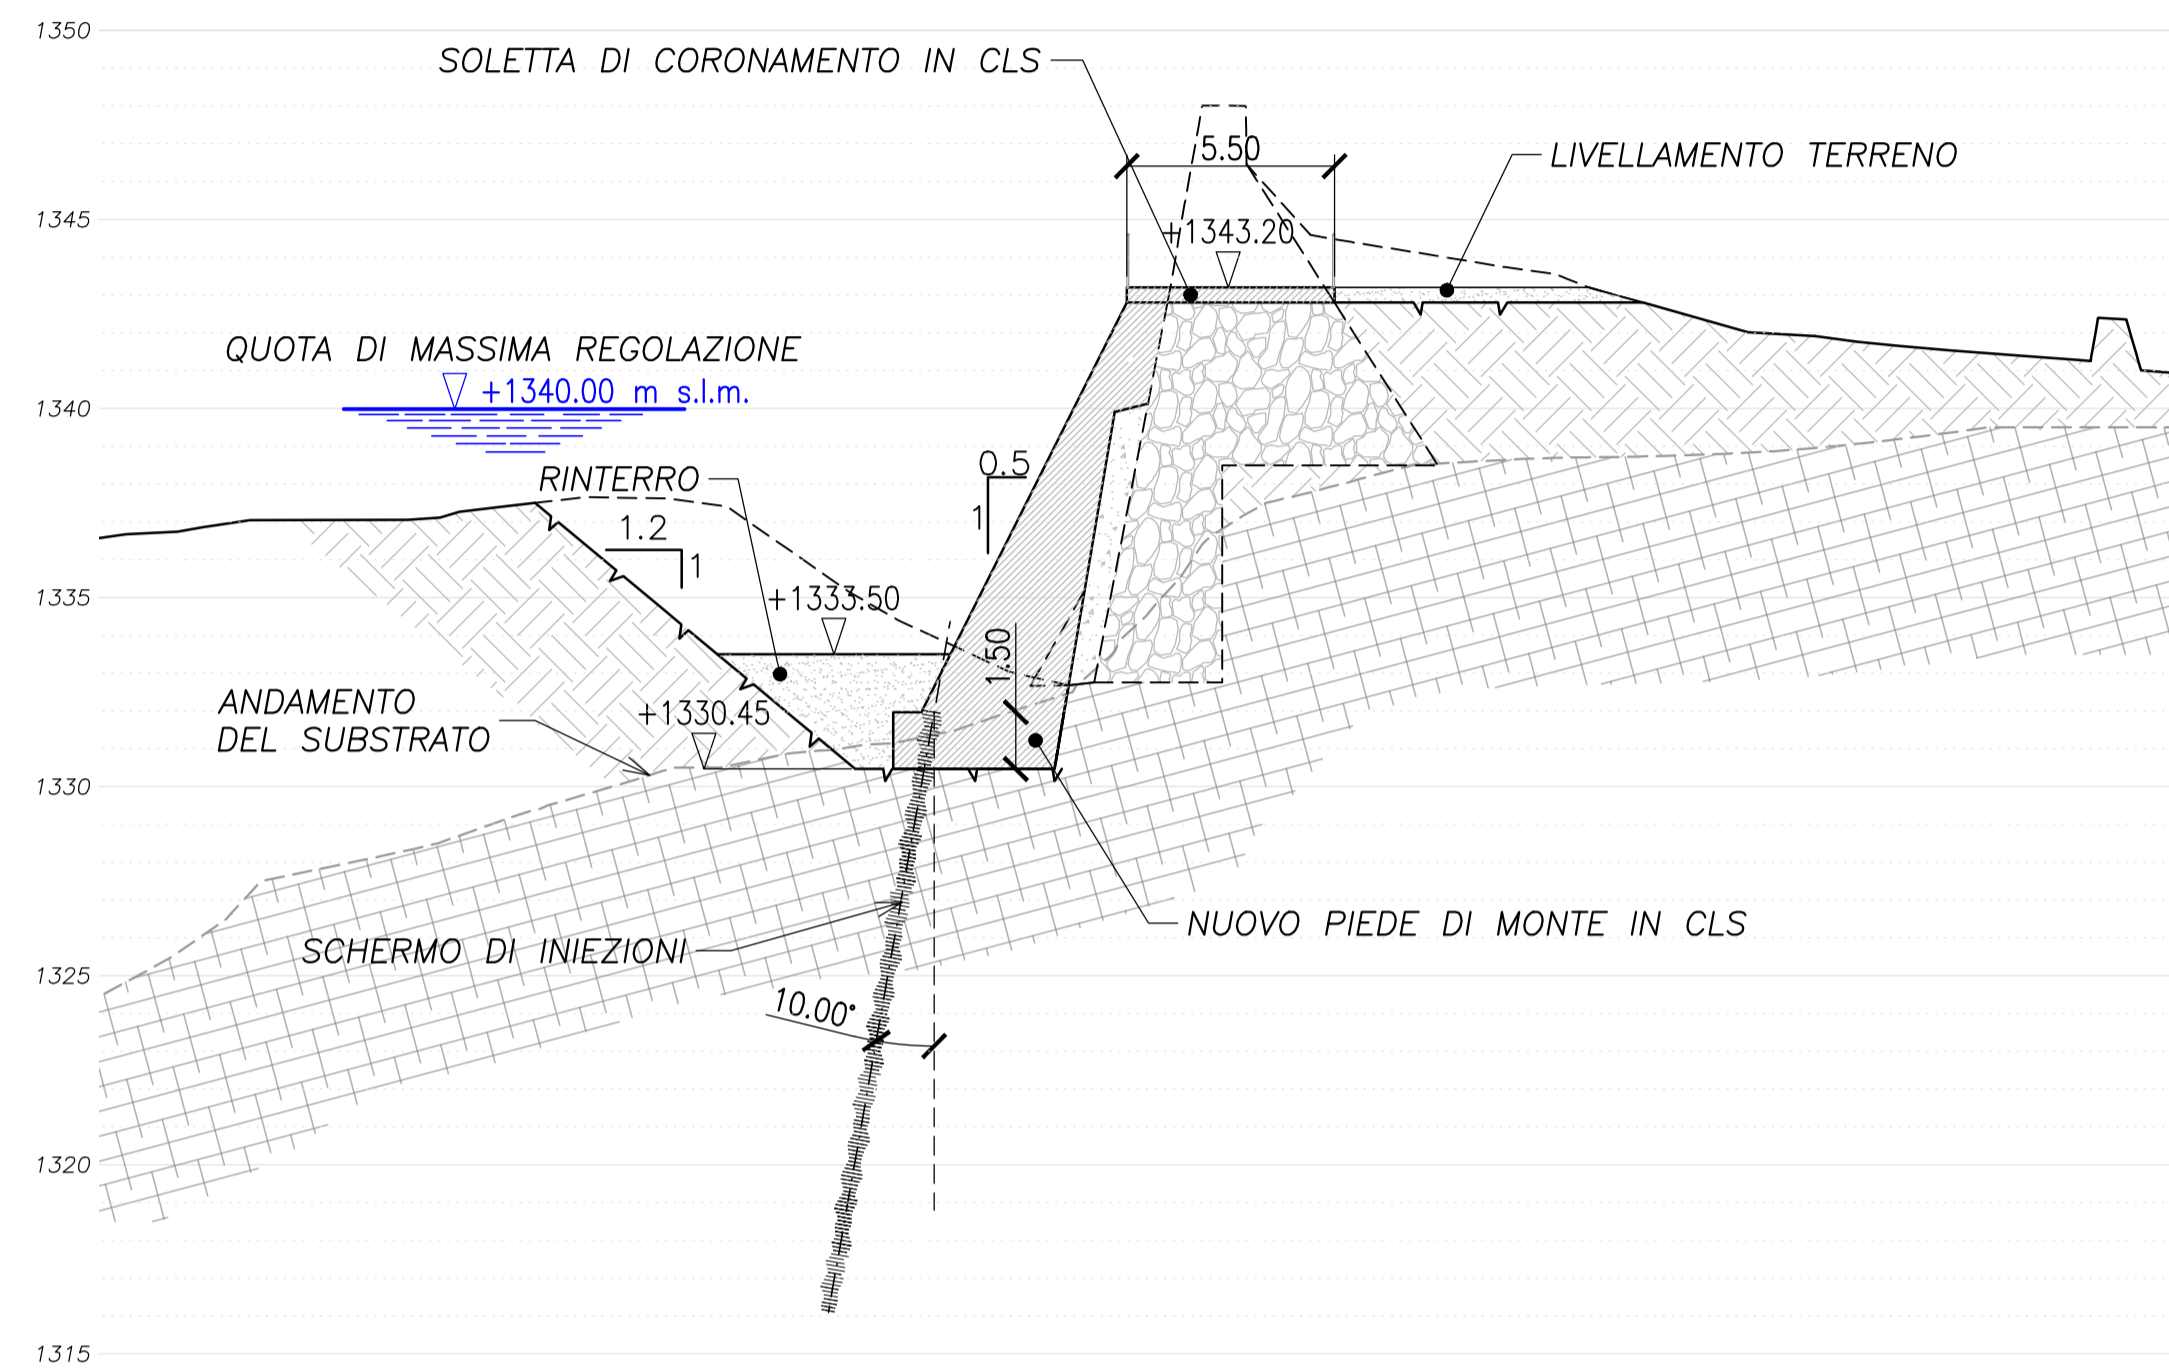 1350
SOLETTA DI CORONAMENTO IN CLS
5.50
LIVELLAMENTO TERRENO
1345
+1343.20
QUOTA DI MASSIMA REGOLAZIONE
+1340.00 m s.l.m.
1340
RINTERRO
0.5
1
1.2
1
1335
+1333.50
1.50
ANDAMENTO
DEL SUBSTRATO
+1330.45
1330
NUOVO PIEDE DI MONTE IN CLS
SCHERMO DI INIEZIONI
1325
10.00°
1320
1315